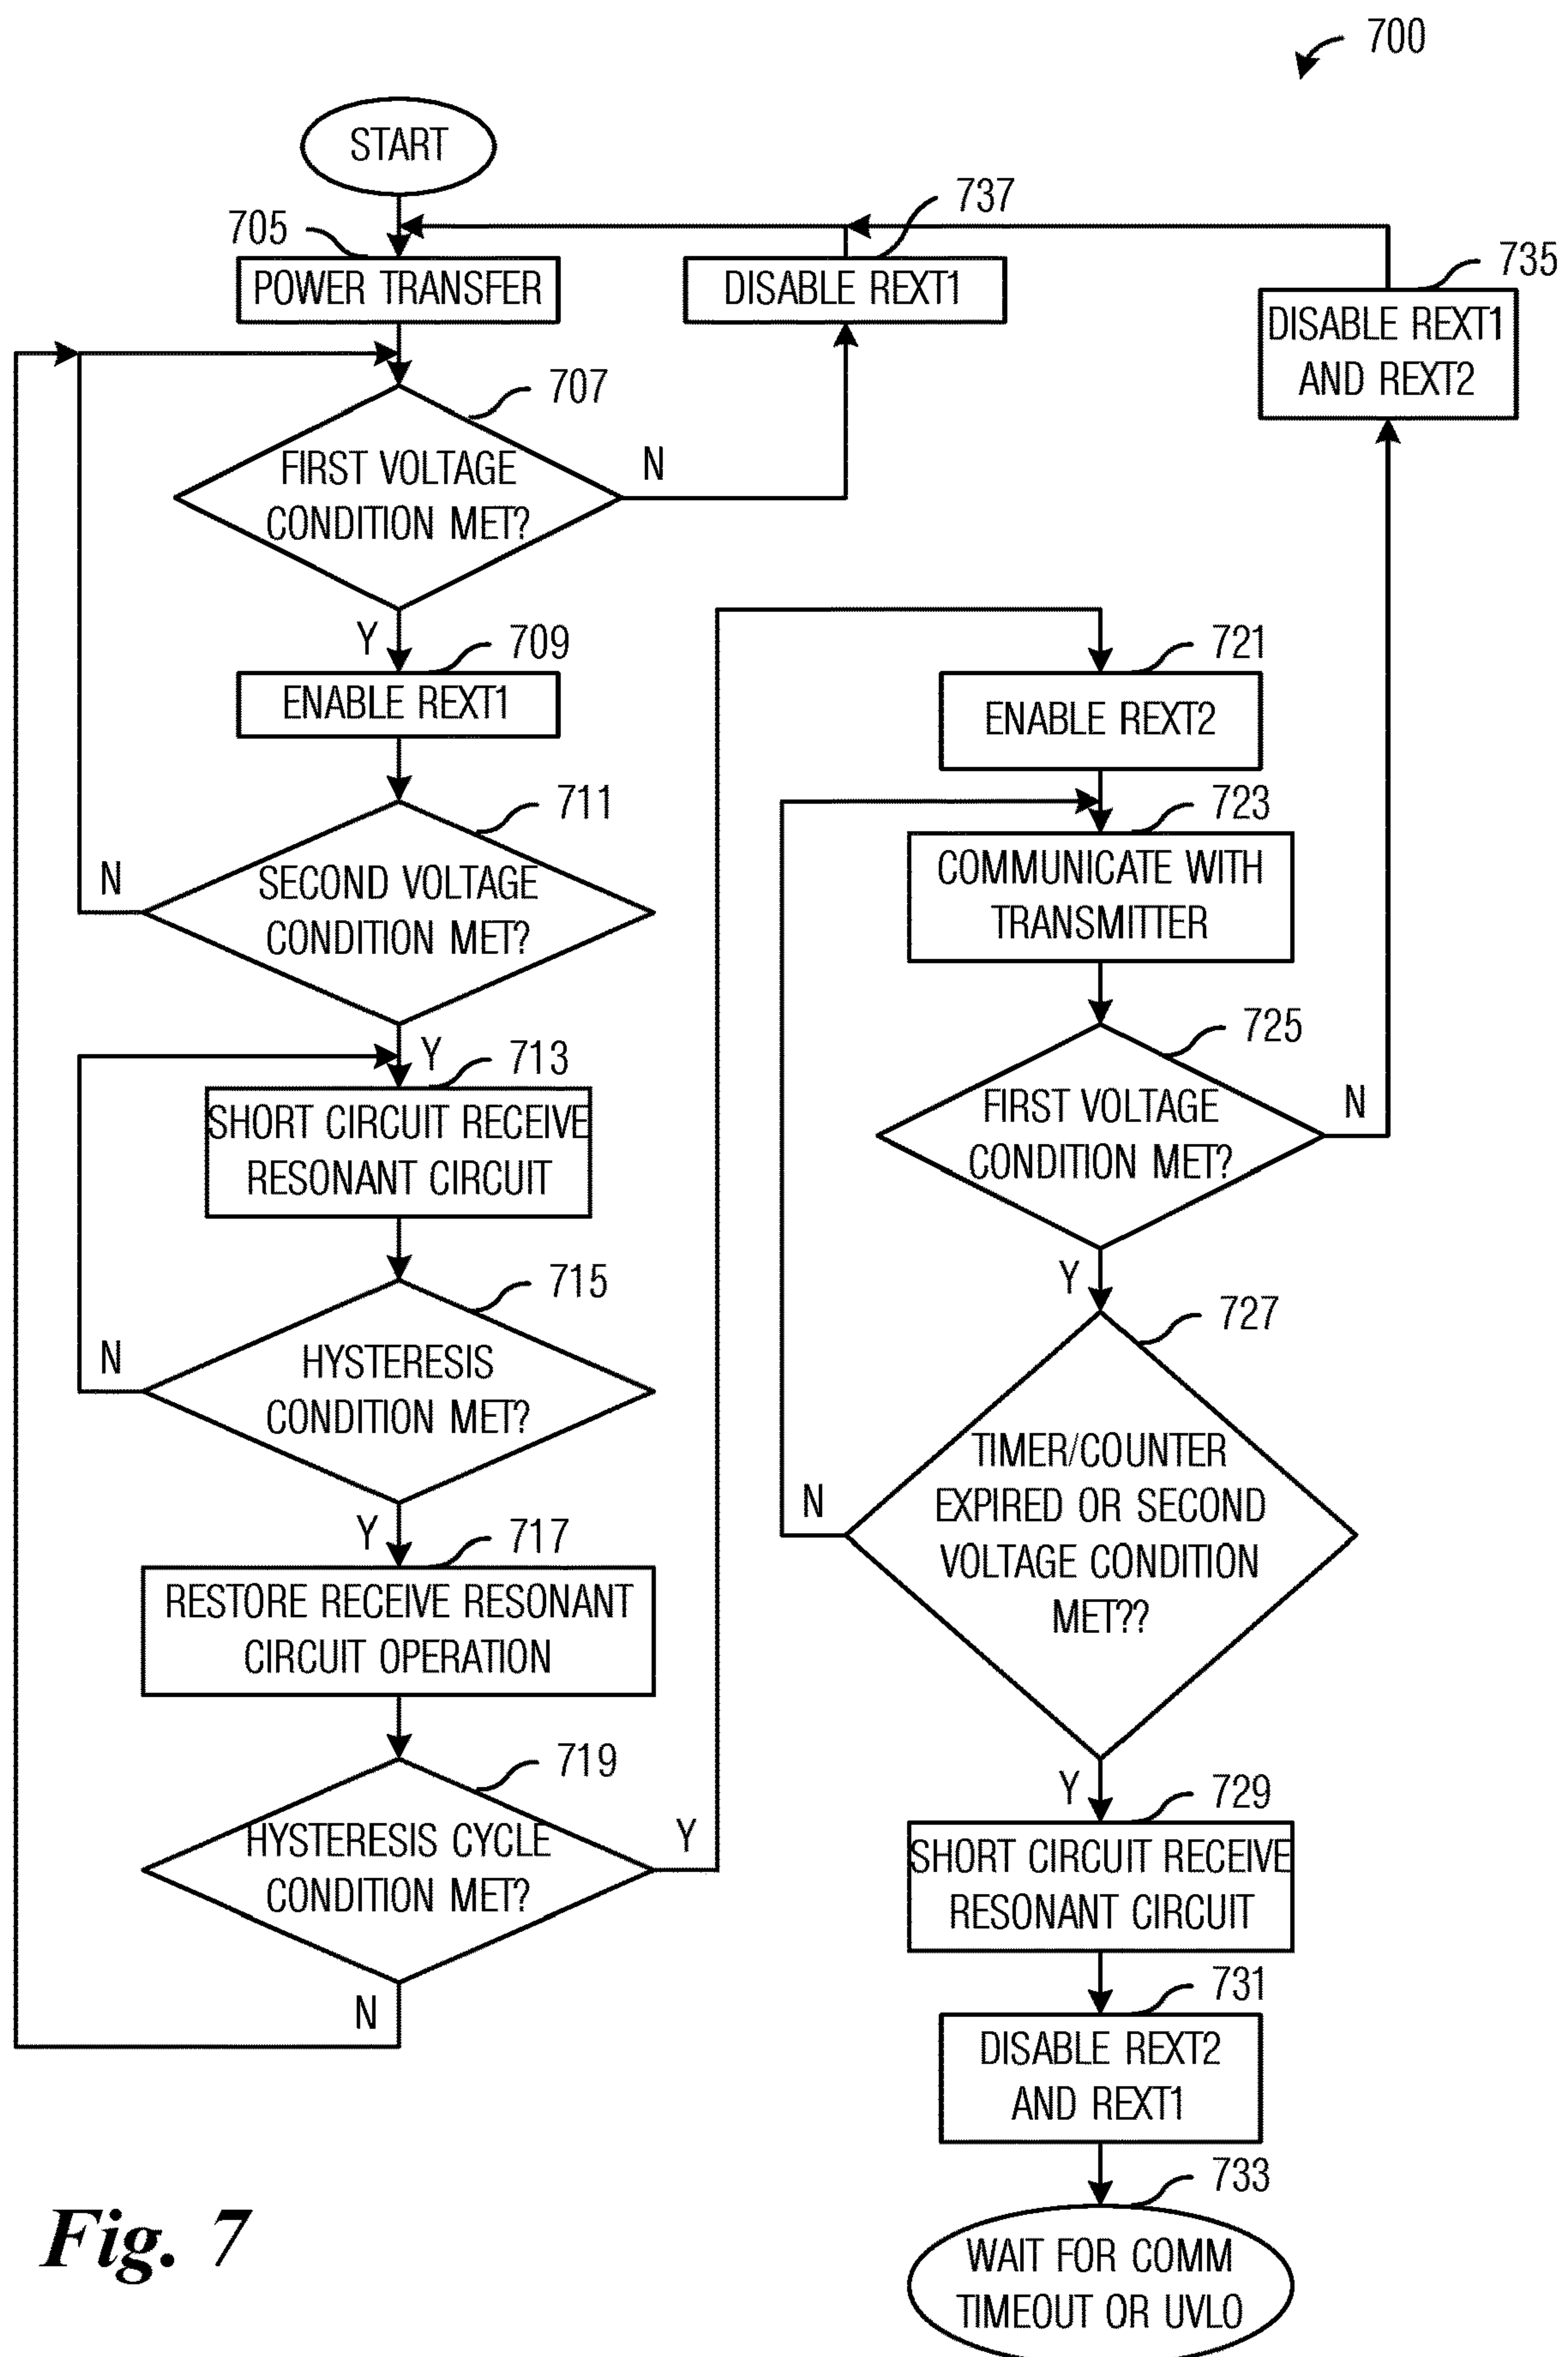 700
START
705
POWER TRANSFER
737
DISABLE REXT1
735
DISABLE REXT1
AND REXT2
707
FIRST VOLTAGE
CONDITION MET?
N
Y
709
ENABLE REXT1
711
SECOND VOLTAGE
CONDITION MET?
N
Y
713
SHORT CIRCUIT RECEIVE
RESONANT CIRCUIT
715
HYSTERESIS
CONDITION MET?
N
Y
717
RESTORE RECEIVE RESONANT
CIRCUIT OPERATION
719
HYSTERESIS CYCLE
CONDITION MET?
Y
N
721
ENABLE REXT2
723
COMMUNICATE WITH
TRANSMITTER
725
FIRST VOLTAGE
CONDITION MET?
N
Y
727
TIMER/COUNTER
EXPIRED OR SECOND
VOLTAGE CONDITION
MET??
N
Y
729
SHORT CIRCUIT RECEIVE
RESONANT CIRCUIT
731
DISABLE REXT2
AND REXT1
733
WAIT FOR COMM
TIMEOUT OR UVLO
Fig. 7